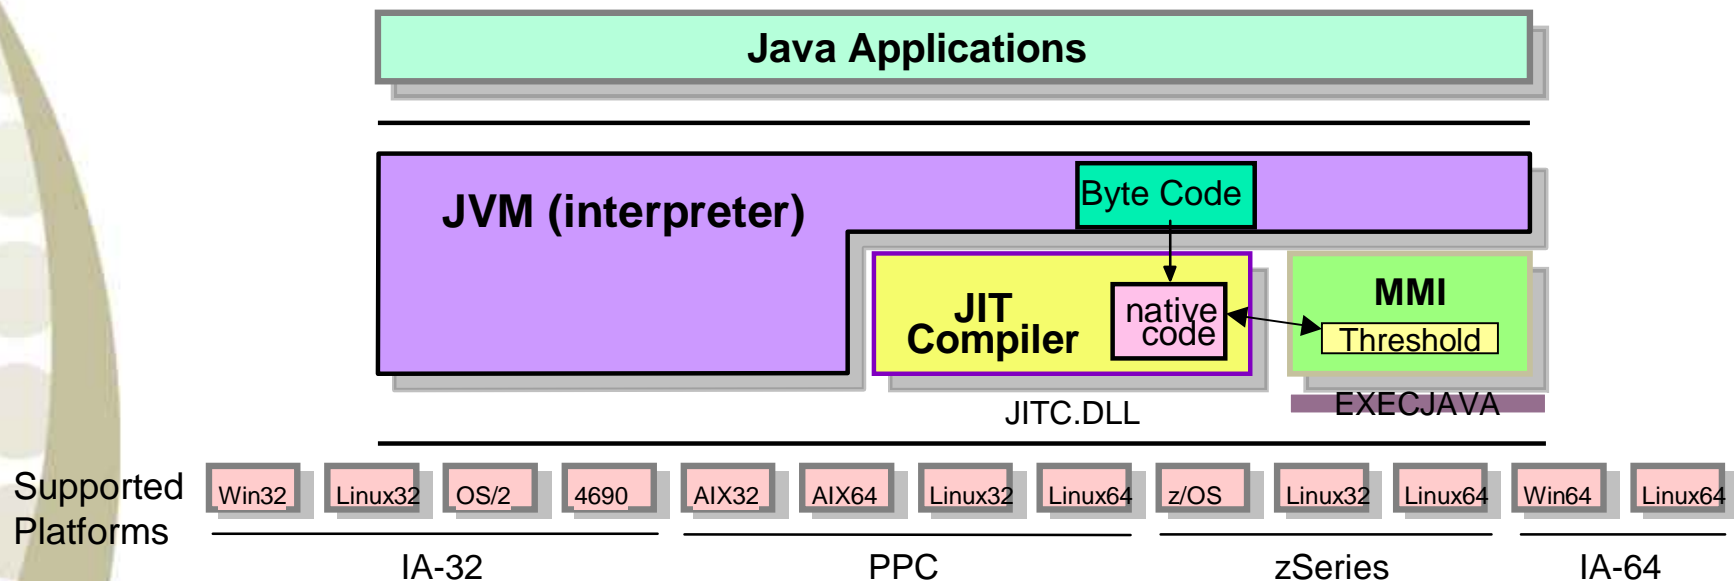 Java Applications
JVM (interpreter)
Byte Code
JIT
Compiler
native
code
MMI
Threshold
JITC.DLL
EXECJAVA
Supported
Platforms
Win32 Linux32 OS/2 4690 AIX32 AIX64 Linux32 Linux64 z/OS Linux32 Linux64 Win64 Linux64
IA-32 PPC zSeries IA-64